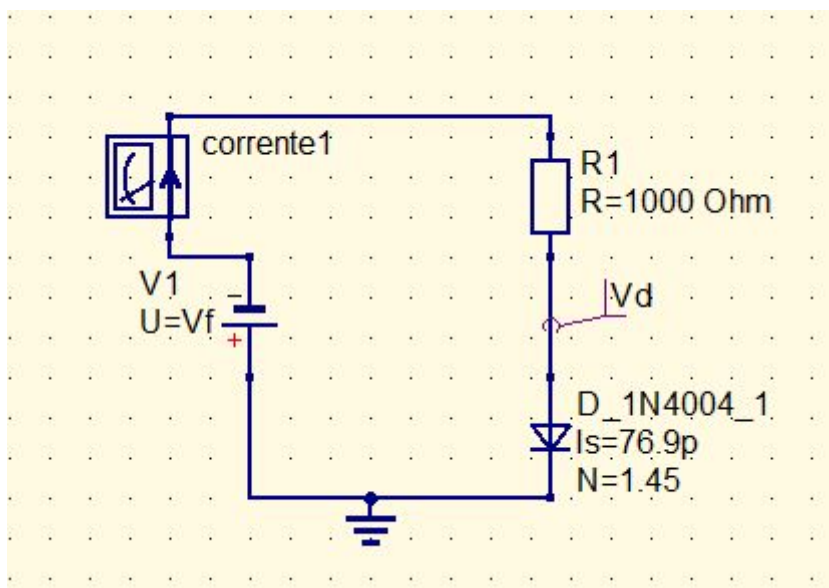 corrente1
R1
R=1000 Ohm
V1
U=Vf
−
+
Vd
D_1N4004_1
Is=76.9p
N=1.45